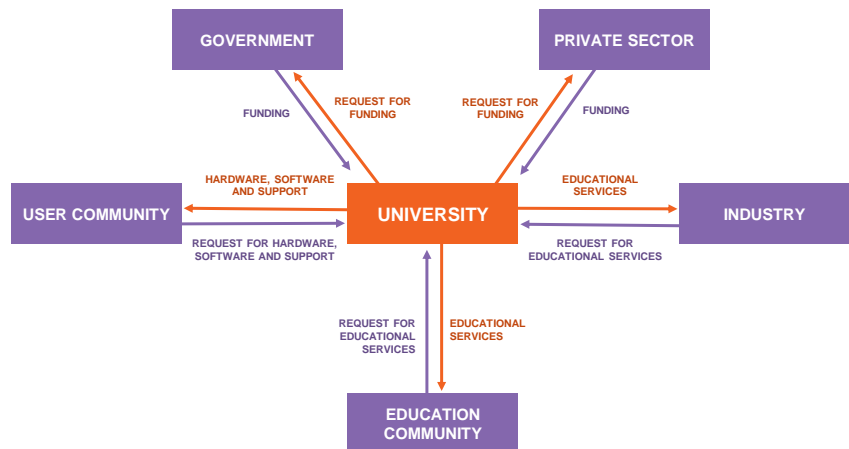 GOVERNMENT
PRIVATE SECTOR
FUNDING
REQUEST FOR
FUNDING
REQUEST FOR
FUNDING
FUNDING
HARDWARE, SOFTWARE
AND SUPPORT
EDUCATIONAL
SERVICES
USER COMMUNITY
UNIVERSITY
INDUSTRY
REQUEST FOR HARDWARE,
SOFTWARE AND SUPPORT
REQUEST FOR
EDUCATIONAL SERVICES
REQUEST FOR
EDUCATIONAL
SERVICES
EDUCATIONAL
SERVICES
EDUCATION
COMMUNITY